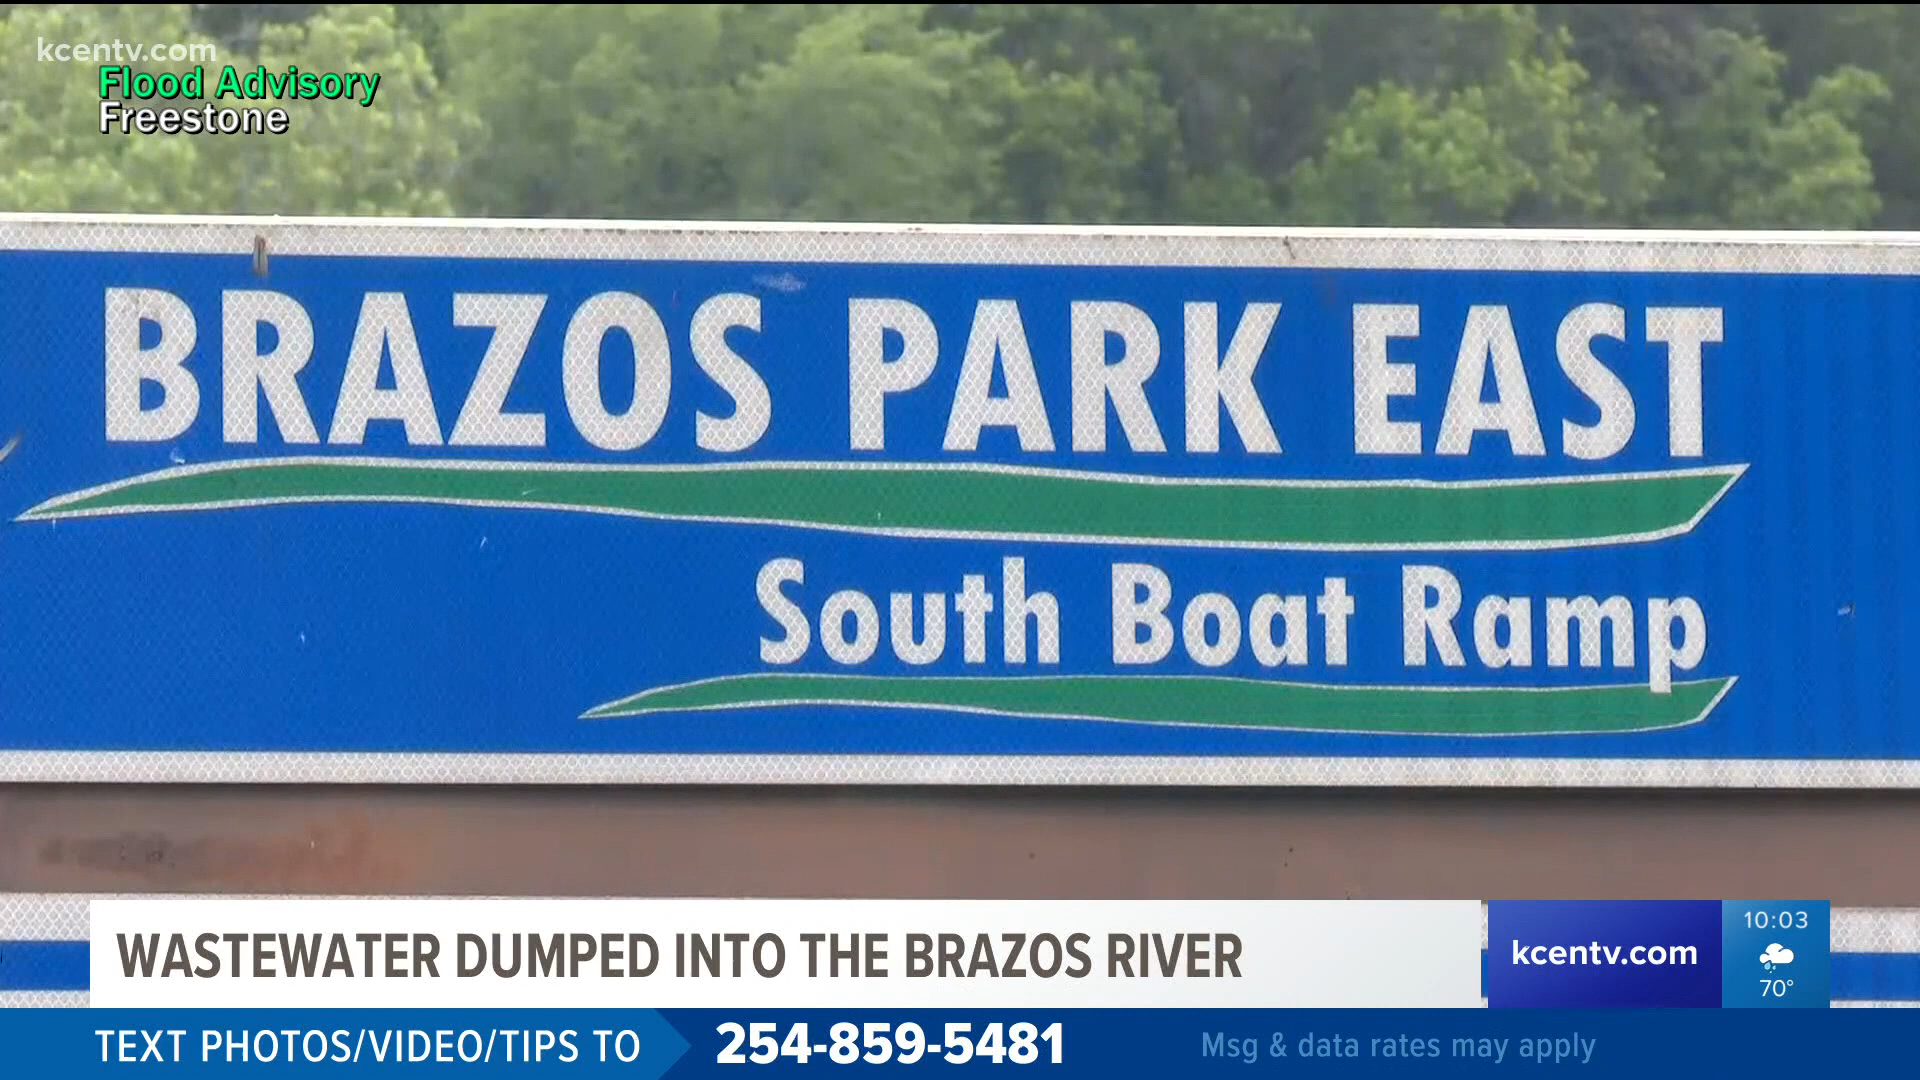 kcentv.com
Flood Advisory
Freestone
BRAZOS PARK EAST
South Boat Ramp
WASTEWATER DUMPED INTO THE BRAZOS RIVER
kcentv.com
10:03
70°
TEXT PHOTOS/VIDEO/TIPS TO 254-859-5481 Msg & data rates may apply